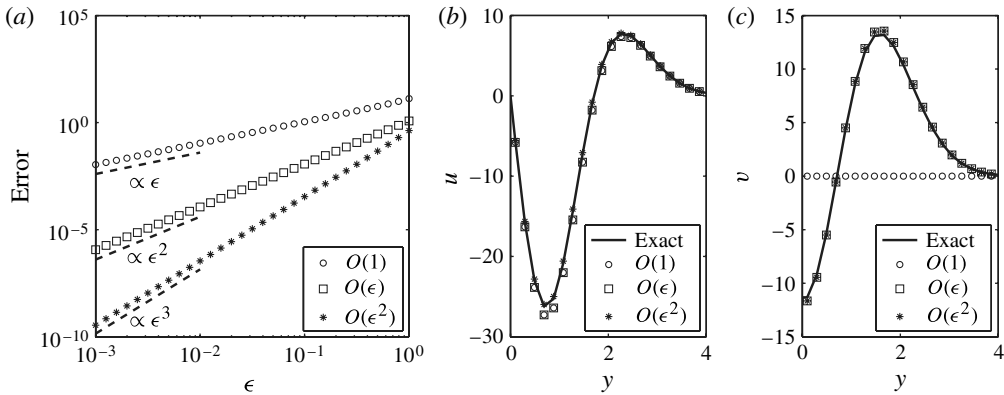 (a)
10^5
10^0
10^{-5}
10^{-10}
Error
∝ ϵ
∝ ϵ^2
∝ ϵ^3
O(1)
O(ϵ)
O(ϵ^2)
10^{-3} 10^{-2} 10^{-1} 10^0
ϵ
(b)
10
0
−10
−20
−30
u
Exact
O(1)
O(ϵ)
O(ϵ^2)
0 2 4
y
(c)
15
10
5
0
−5
−10
−15
v
Exact
O(1)
O(ϵ)
O(ϵ^2)
0 2 4
y